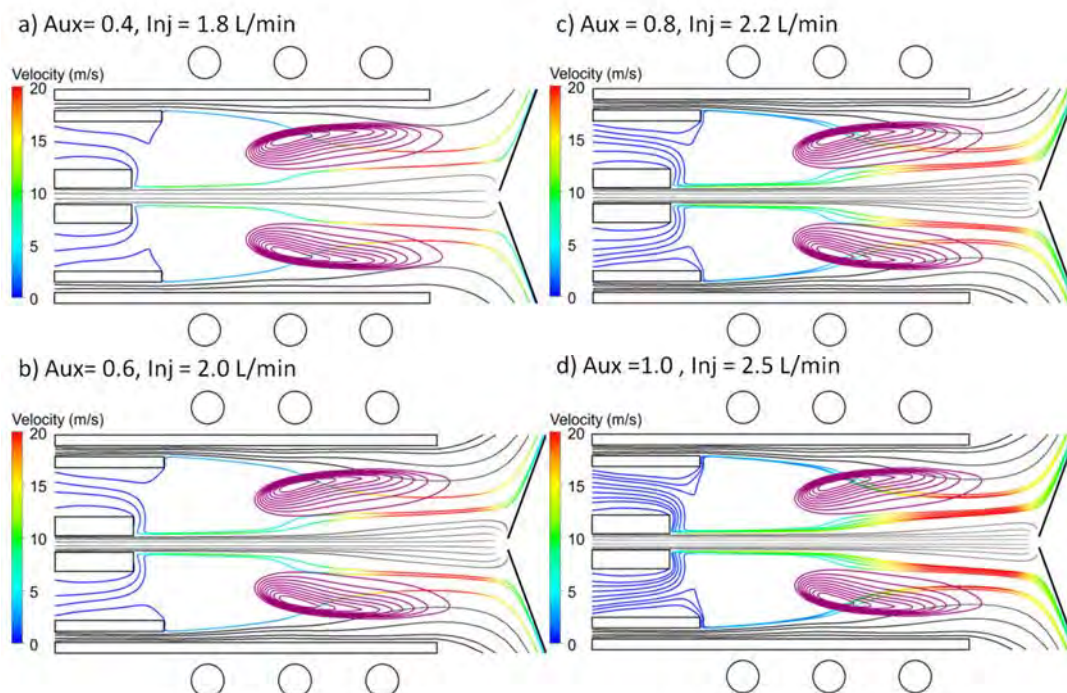 a) Aux= 0.4, Inj = 1.8 L/min
Velocity (m/s)
20
15
10
5
0
b) Aux= 0.6, Inj = 2.0 L/min
Velocity (m/s)
20
15
10
5
0
c) Aux= 0.8, Inj = 2.2 L/min
Velocity (m/s)
20
15
10
5
0
d) Aux =1.0 , Inj = 2.5 L/min
Velocity (m/s)
20
15
10
5
0